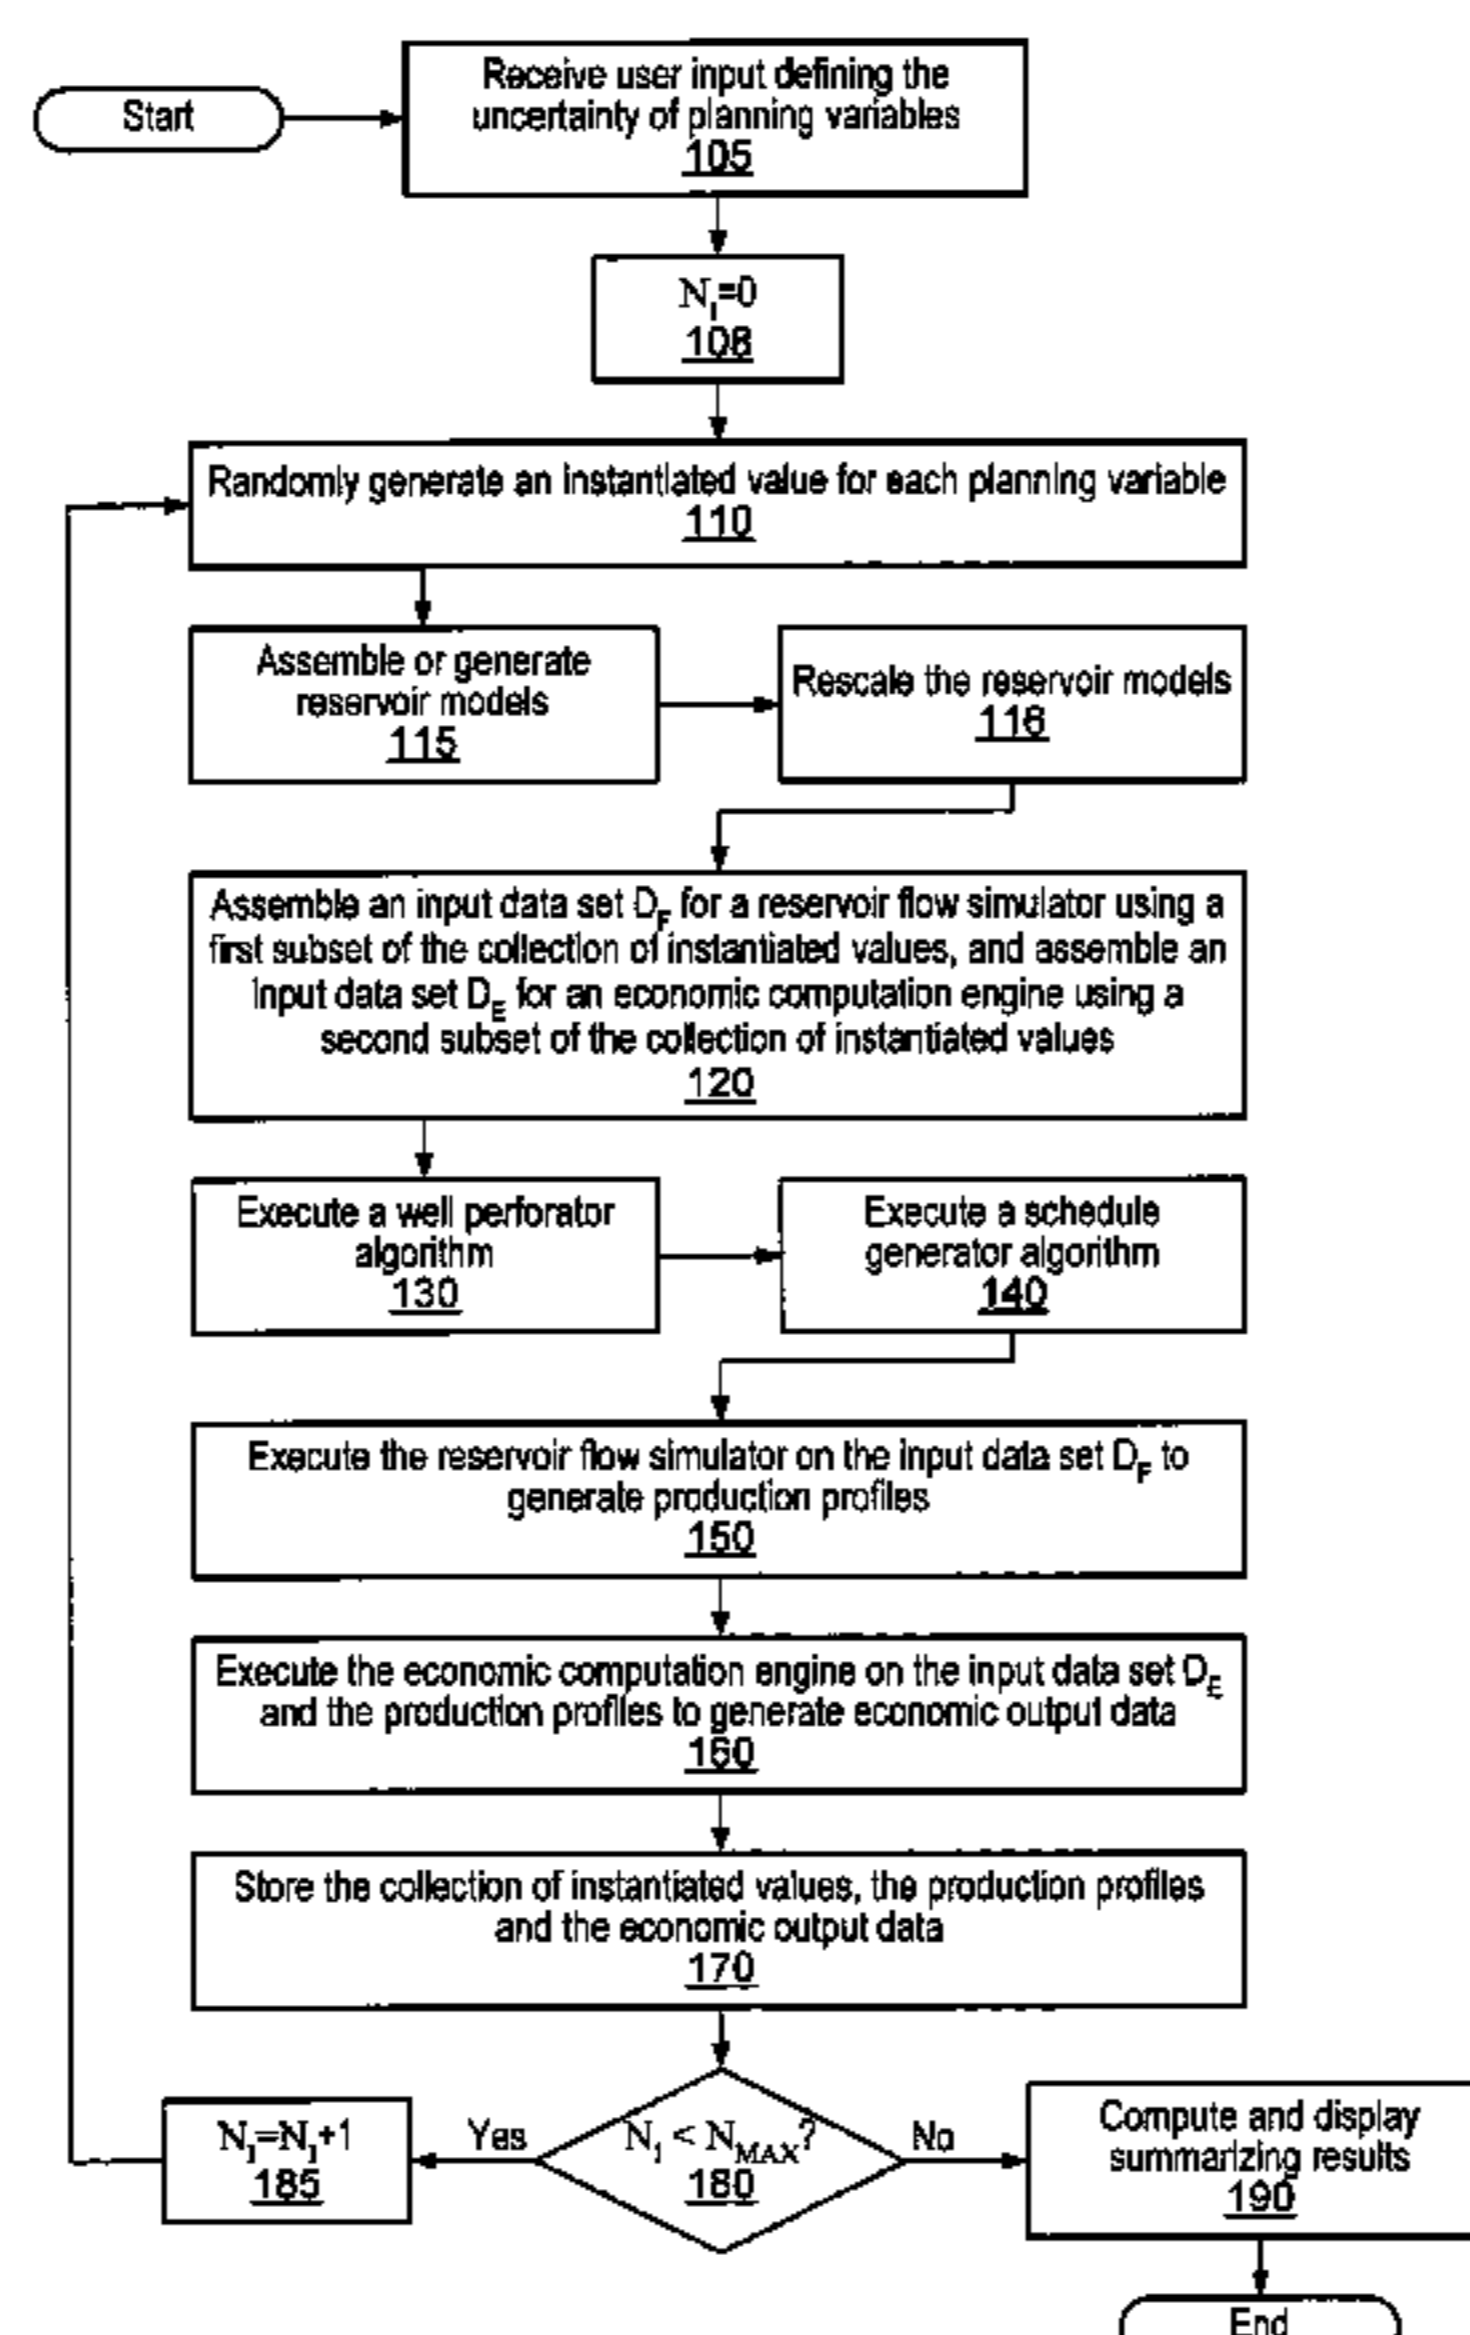 Start
Receive user input defining the
uncertainty of planning variables
105
N_I=0
108
Randomly generate an instantiated value for each planning variable
110
Assemble or generate
reservoir models
115
Rescale the reservoir models
116
Assemble an input data set D_F for a reservoir flow simulator using a
first subset of the collection of instantiated values, and assemble an
input data set D_E for an economic computation engine using a
second subset of the collection of instantiated values
120
Execute a well perforator
algorithm
130
Execute a schedule
generator algorithm
140
Execute the reservoir flow simulator on the input data set D_F to
generate production profiles
150
Execute the economic computation engine on the input data set D_E
and the production profiles to generate economic output data
160
Store the collection of instantiated values, the production profiles
and the economic output data
170
N_I=N_I+1
185
Yes
N_I < N_MAX?
180
No
Compute and display
summarizing results
190
End